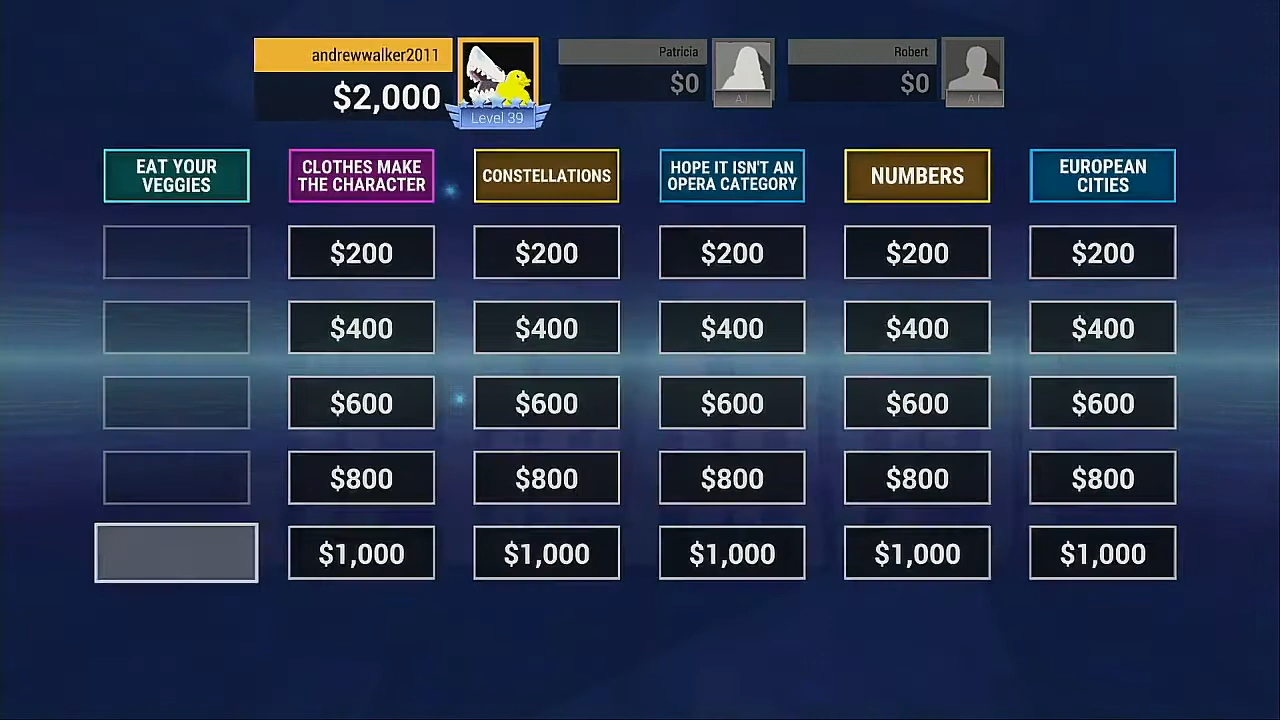 andrewwalker2011
$2,000
Level 39
Patricia
$0
A.I.
Robert
$0
A.I.
EAT YOUR
VEGGIES
CLOTHES MAKE
THE CHARACTER
CONSTELLATIONS
HOPE IT ISN'T AN
OPERA CATEGORY
NUMBERS
EUROPEAN
CITIES
$200 $200 $200 $200 $200
$400 $400 $400 $400 $400
$600 $600 $600 $600 $600
$800 $800 $800 $800 $800
$1,000 $1,000 $1,000 $1,000 $1,000